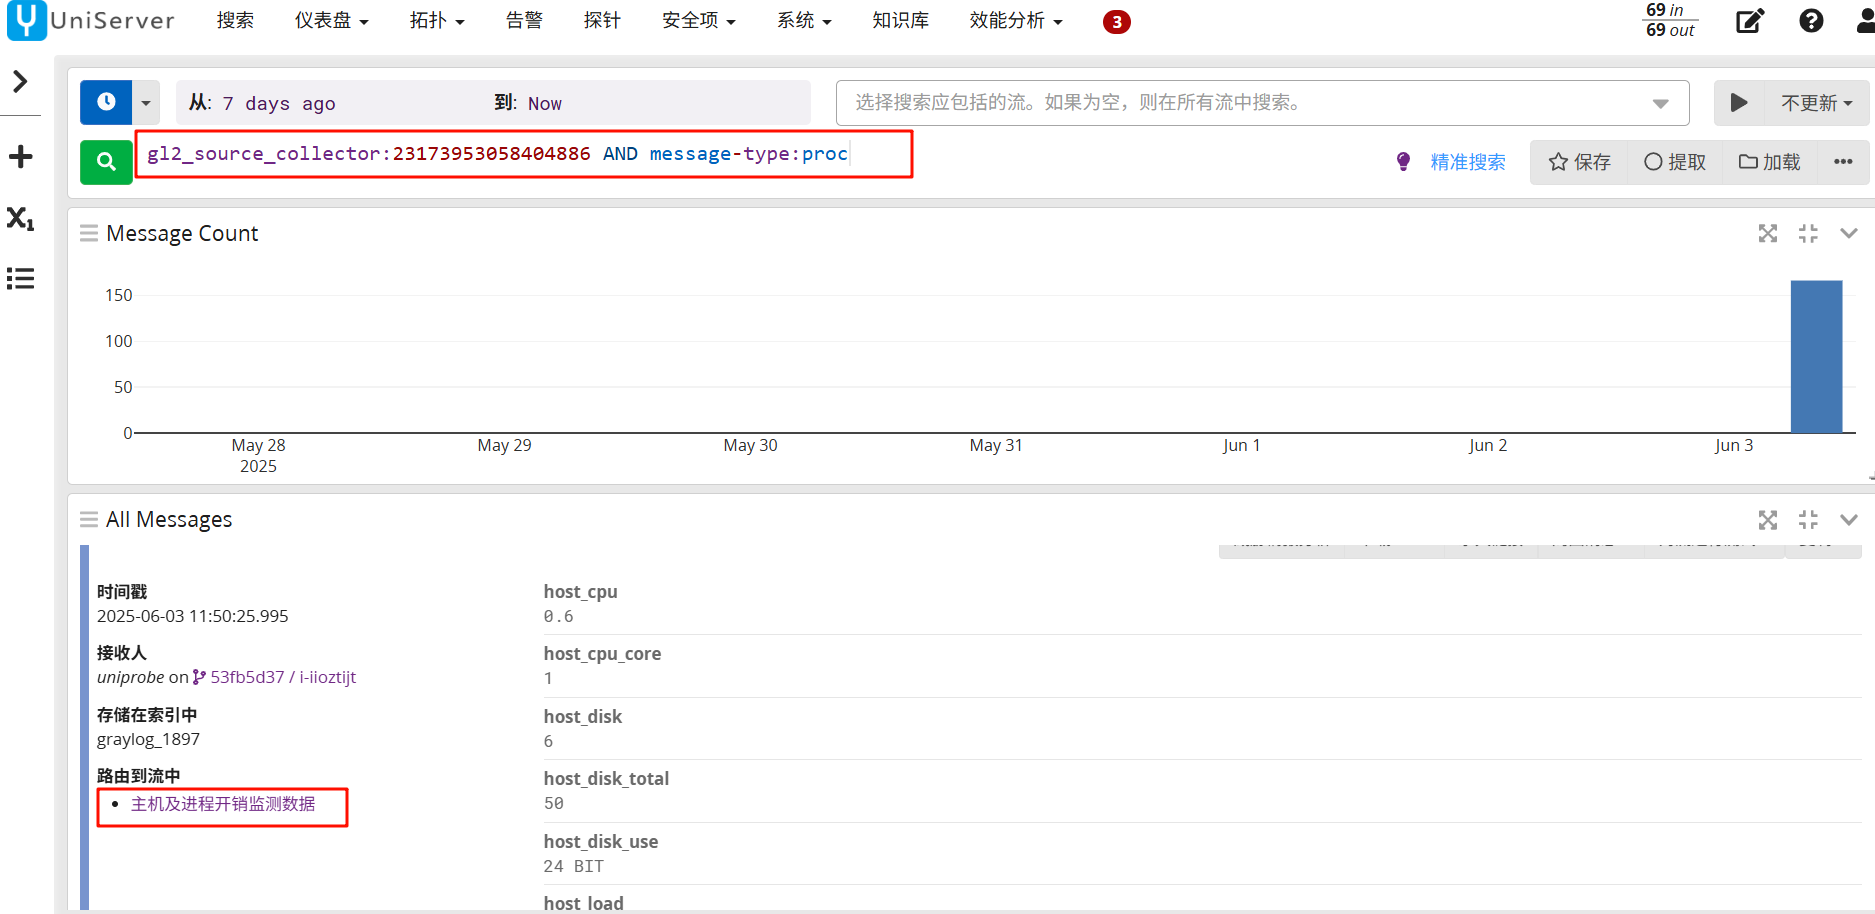 UniServer 搜索 仪表盘 拓扑 告警 探针 安全项 系统 知识库 效能分析 3 69 in
69 out
从: 7 days ago 到: Now 选择搜索应包括的流。如果为空，则在所有流中搜索。 不更新
gl2_source_collector:23173953058404886 AND message-type:proc 精准搜索 保存 提取 加载
X1
Message Count
150
100
50
0
May 28 May 29 May 30 May 31 Jun 1 Jun 2 Jun 3
2025
All Messages
时间戳
2025-06-03 11:50:25.995
接收人
uniprobe on 53fb5d37 / i-iioztijt
存储在索引中
graylog_1897
路由到流中
主机及进程开销监测数据
host_cpu
0.6
host_cpu_core
1
host_disk
6
host_disk_total
50
host_disk_use
24 BIT
host_load